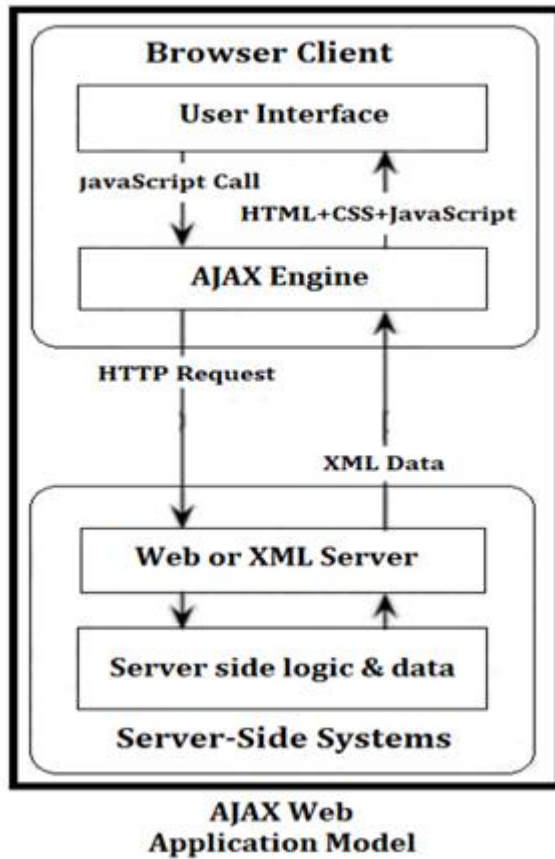 Browser Client
User Interface
JavaScript Call
HTML+CSS+JavaScript
AJAX Engine
HTTP Request
XML Data
Web or XML Server
Server side logic & data
Server-Side Systems
AJAX Web
Application Model